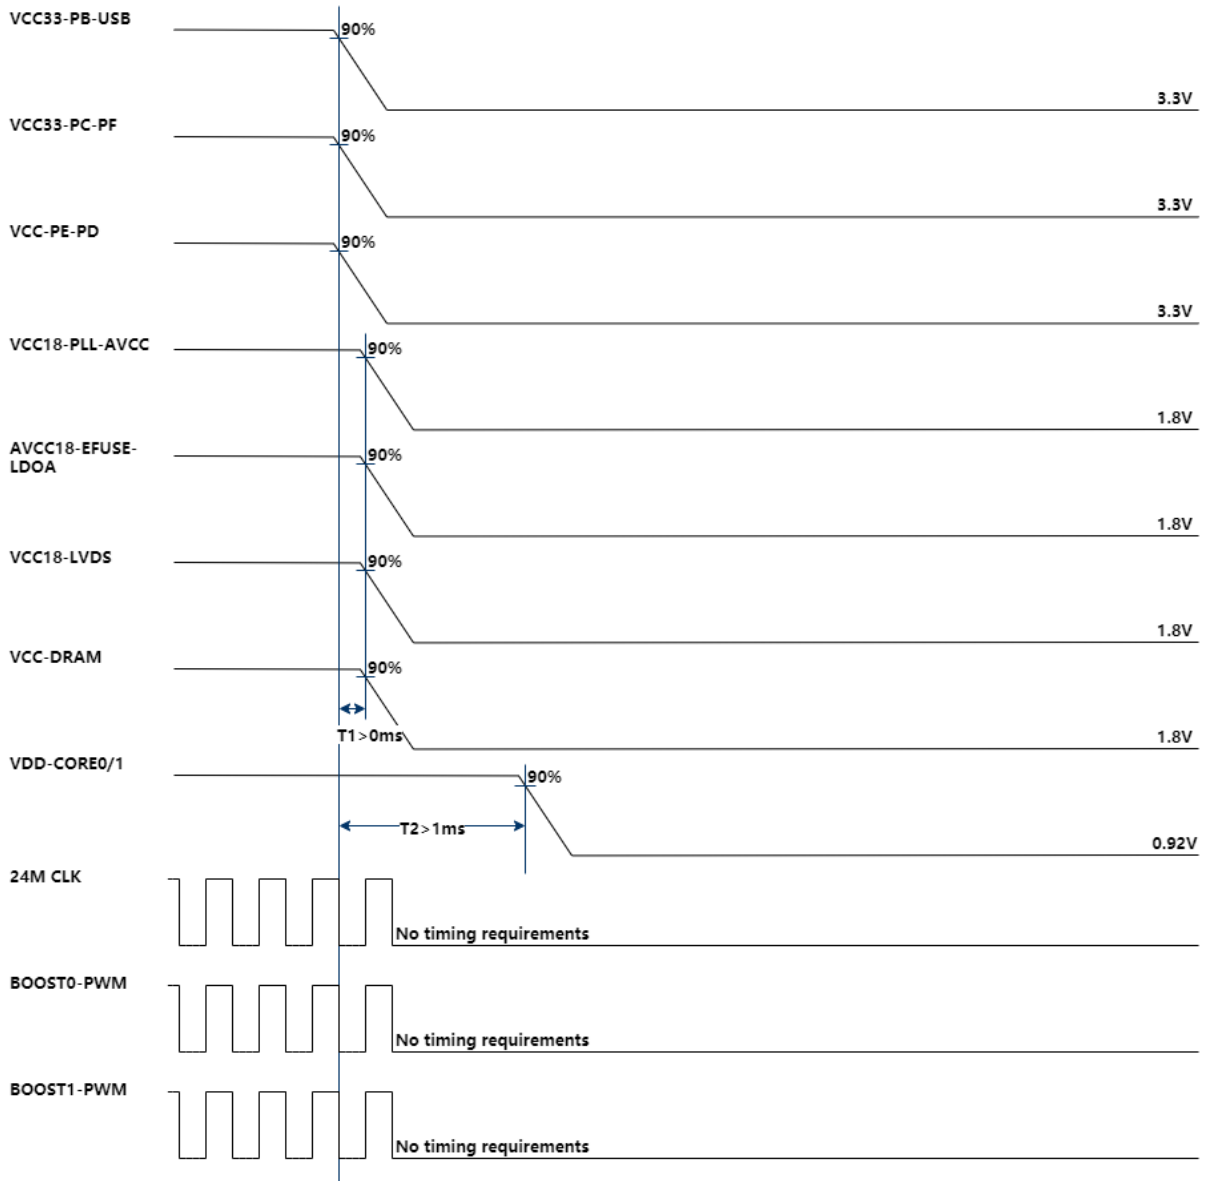 VCC33-PB-USB
90%
3.3V
VCC33-PC-PF
90%
3.3V
VCC-PE-PD
90%
3.3V
VCC18-PLL-AVCC
90%
1.8V
AVCC18-EFUSE-
LDOA
90%
1.8V
VCC18-LVDS
90%
1.8V
VCC-DRAM
90%
T1>0ms
1.8V
VDD-CORE0/1
90%
T2>1ms
0.92V
24M CLK
No timing requirements
BOOST0-PWM
No timing requirements
BOOST1-PWM
No timing requirements